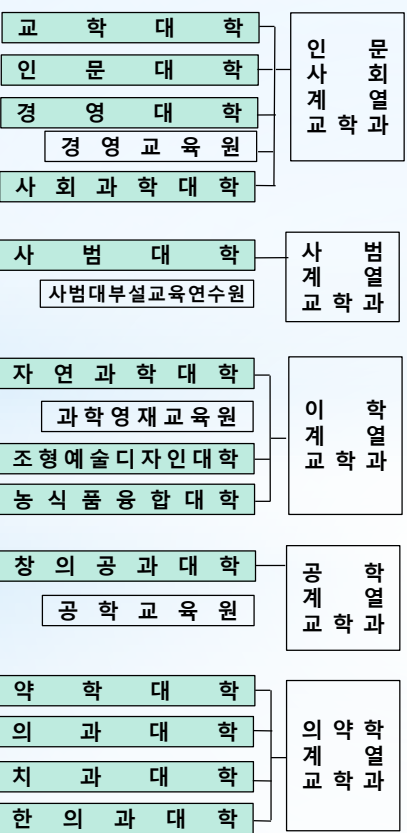 교학대학
인문대학
경영대학
경영교육원
사회과학대학
인문
사회
계열
교학과
사범대학
사범대부설교육연수원
사범
계열
교학과
자연과학대학
과학영재교육원
조형예술디자인대학
농식품융합대학
이학
계열
교학과
창의공과대학
공학교육원
공학
계열
교학과
약학대학
의과대학
치과대학
한의과대학
의약학
계열
교학과